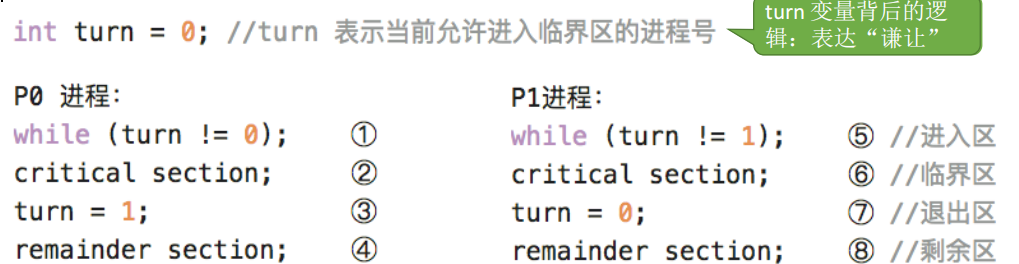 int turn = 0; //turn 表示当前允许进入临界区的进程号
turn 变量背后的逻
辑：表达“谦让”
P0 进程：
while (turn != 0); ①
critical section; ②
turn = 1; ③
remainder section; ④
P1进程：
while (turn != 1); ⑤ //进入区
critical section; ⑥ //临界区
turn = 0; ⑦ //退出区
remainder section; ⑧ //剩余区